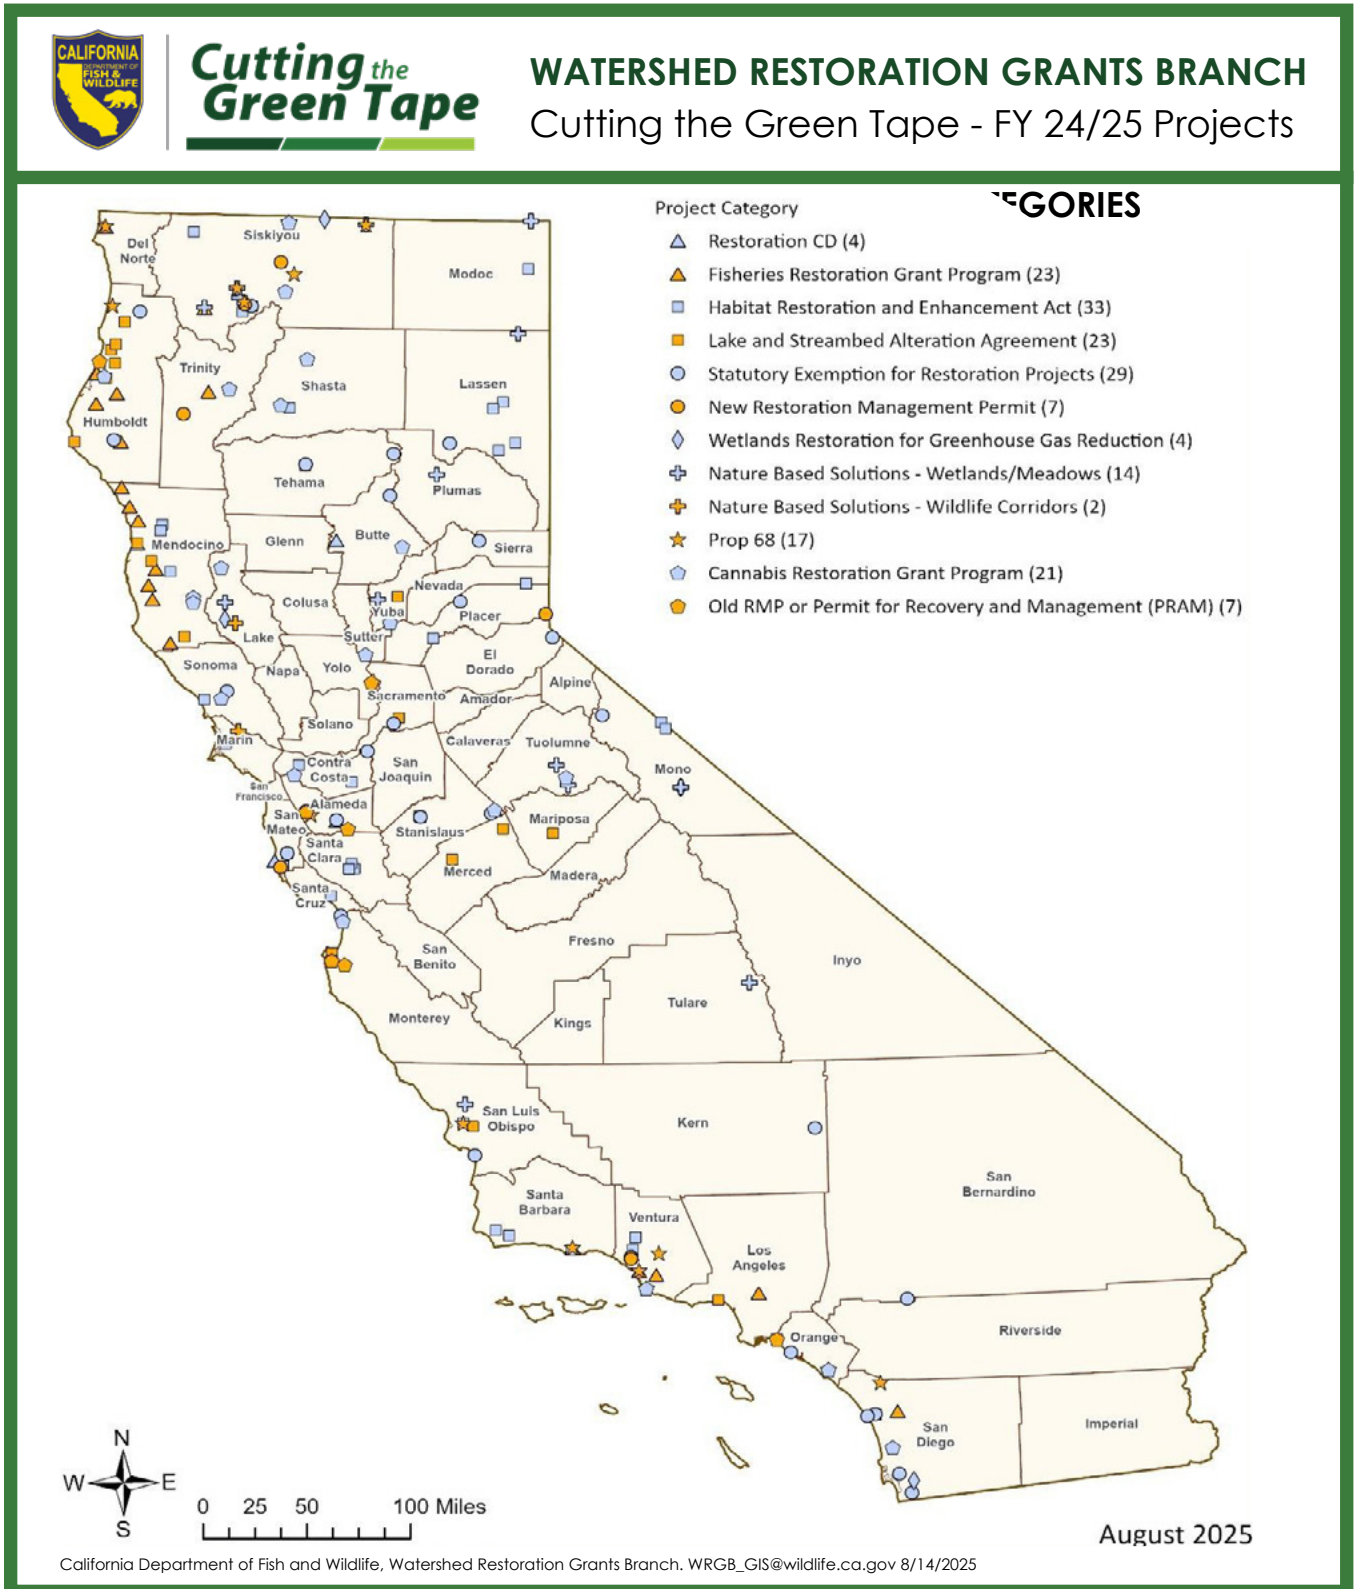 CALIFORNIA
DEPARTMENT OF
FISH &
WILDLIFE
Cutting the
Green Tape
WATERSHED RESTORATION GRANTS BRANCH
Cutting the Green Tape - FY 24/25 Projects
GORIES
Project Category
Restoration CD (4)
Fisheries Restoration Grant Program (23)
Habitat Restoration and Enhancement Act (33)
Lake and Streambed Alteration Agreement (23)
Statutory Exemption for Restoration Projects (29)
New Restoration Management Permit (7)
Wetlands Restoration for Greenhouse Gas Reduction (4)
Nature Based Solutions - Wetlands/Meadows (14)
Nature Based Solutions - Wildlife Corridors (2)
Prop 68 (17)
Cannabis Restoration Grant Program (21)
Old RMP or Permit for Recovery and Management (PRAM) (7)
Del
Norte
Siskiyou
Modoc
Trinity
Shasta
Lassen
Humboldt
Tehama
Plumas
Mendocino
Glenn
Butte
Sierra
Nevada
Colusa
Yuba
Placer
Lake
Sutter
El
Dorado
Sonoma
Napa
Yolo
Alpine
Sacramento
Amador
Solano
Marin
Calaveras
Tuolumne
Contra
Costa
San
Joaquin
Mono
San
Francisco
Alameda
San
Mateo
Stanislaus
Mariposa
Santa
Clara
Merced
Madera
Santa
Cruz
Fresno
San
Benito
Inyo
Tulare
Monterey
Kings
San Luis
Obispo
Kern
San
Bernardino
Santa
Barbara
Ventura
Los
Angeles
Orange
Riverside
San
Diego
Imperial
N
W E
S
0 25 50 100 Miles
August 2025
California Department of Fish and Wildlife, Watershed Restoration Grants Branch. WRGB_GIS@wildlife.ca.gov 8/14/2025